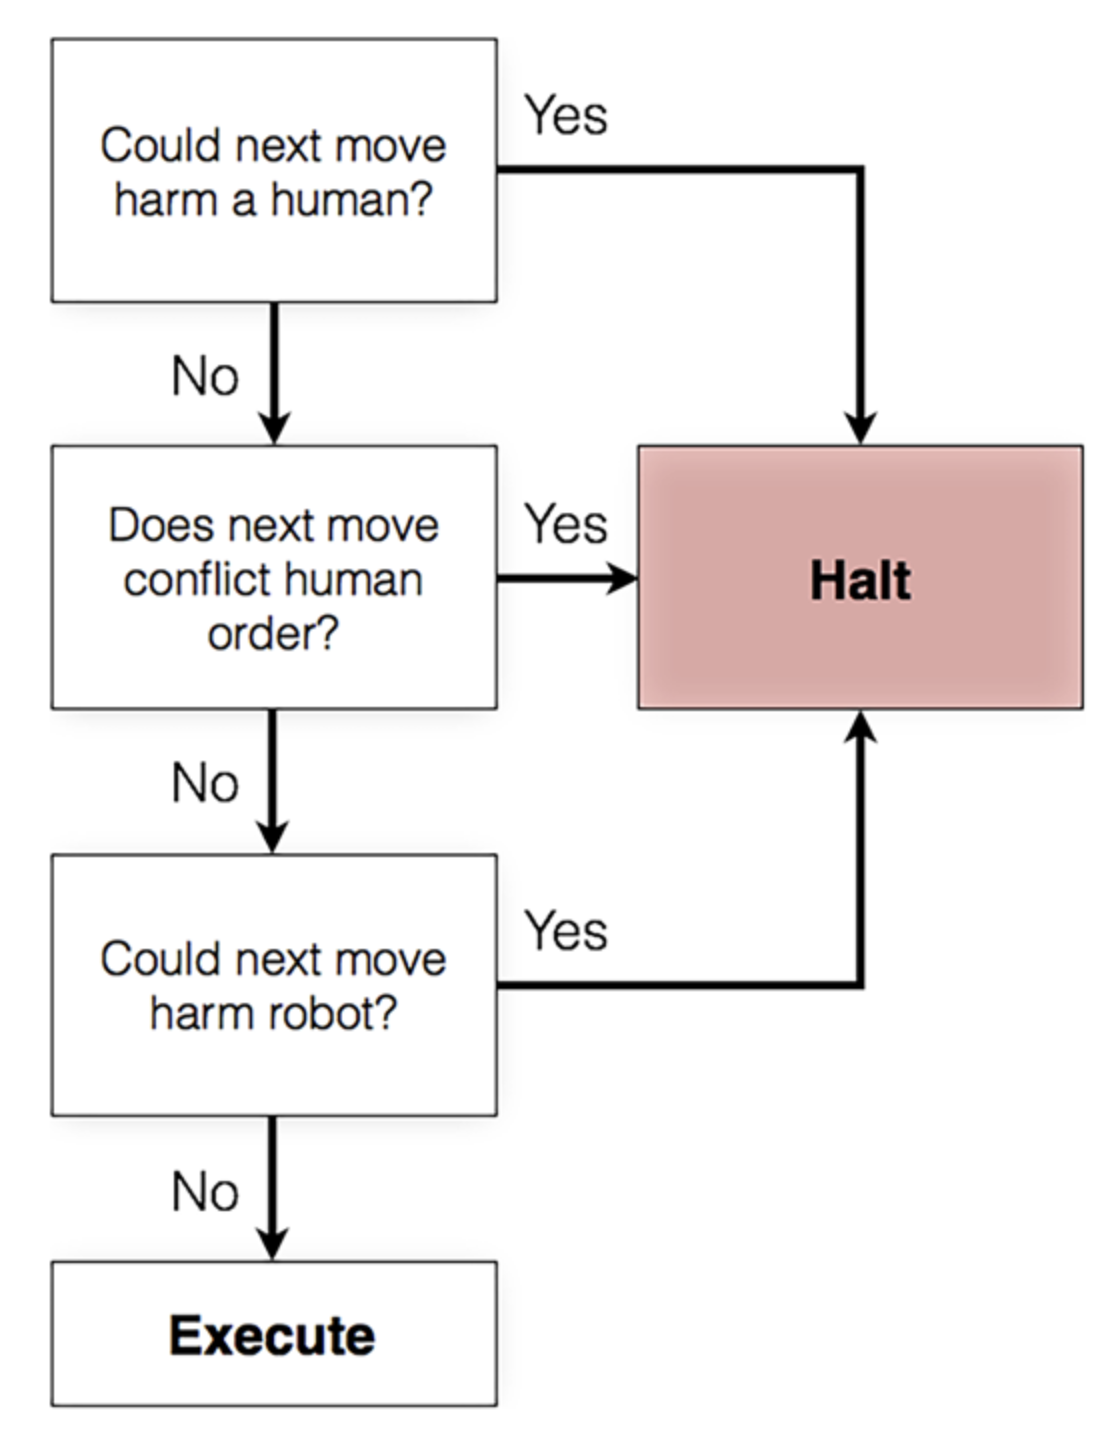 Could next move
harm a human?
Yes
No
Does next move
conflict human
order?
Yes
Halt
No
Could next move
harm robot?
Yes
No
Execute